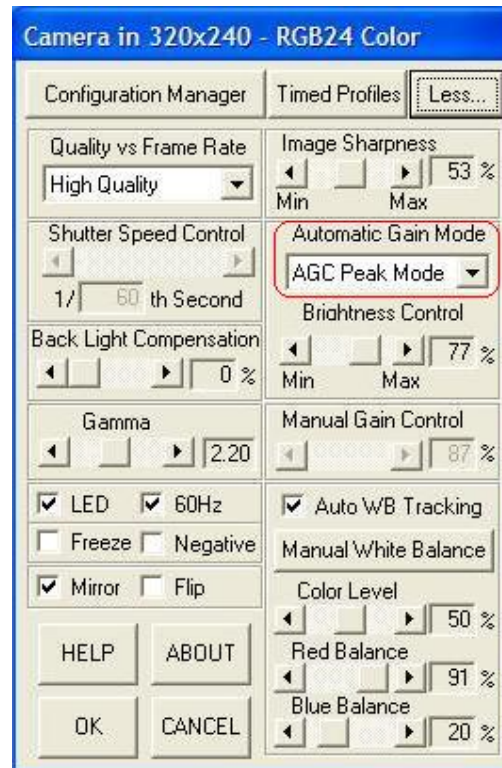 Camera in 320x240 - RGB24 Color
Configuration Manager
Timed Profiles
Less...
Quality vs Frame Rate
High Quality
Shutter Speed Control
1/ 60 th Second
Back Light Compensation
0 %
Gamma
2.20
LED
60Hz
Freeze
Negative
Mirror
Flip
HELP
ABOUT
OK
CANCEL
Image Sharpness
53 %
Min Max
Automatic Gain Mode
AGC Peak Mode
Brightness Control
77 %
Min Max
Manual Gain Control
87 %
Auto WB Tracking
Manual White Balance
Color Level
50 %
Red Balance
91 %
Blue Balance
20 %